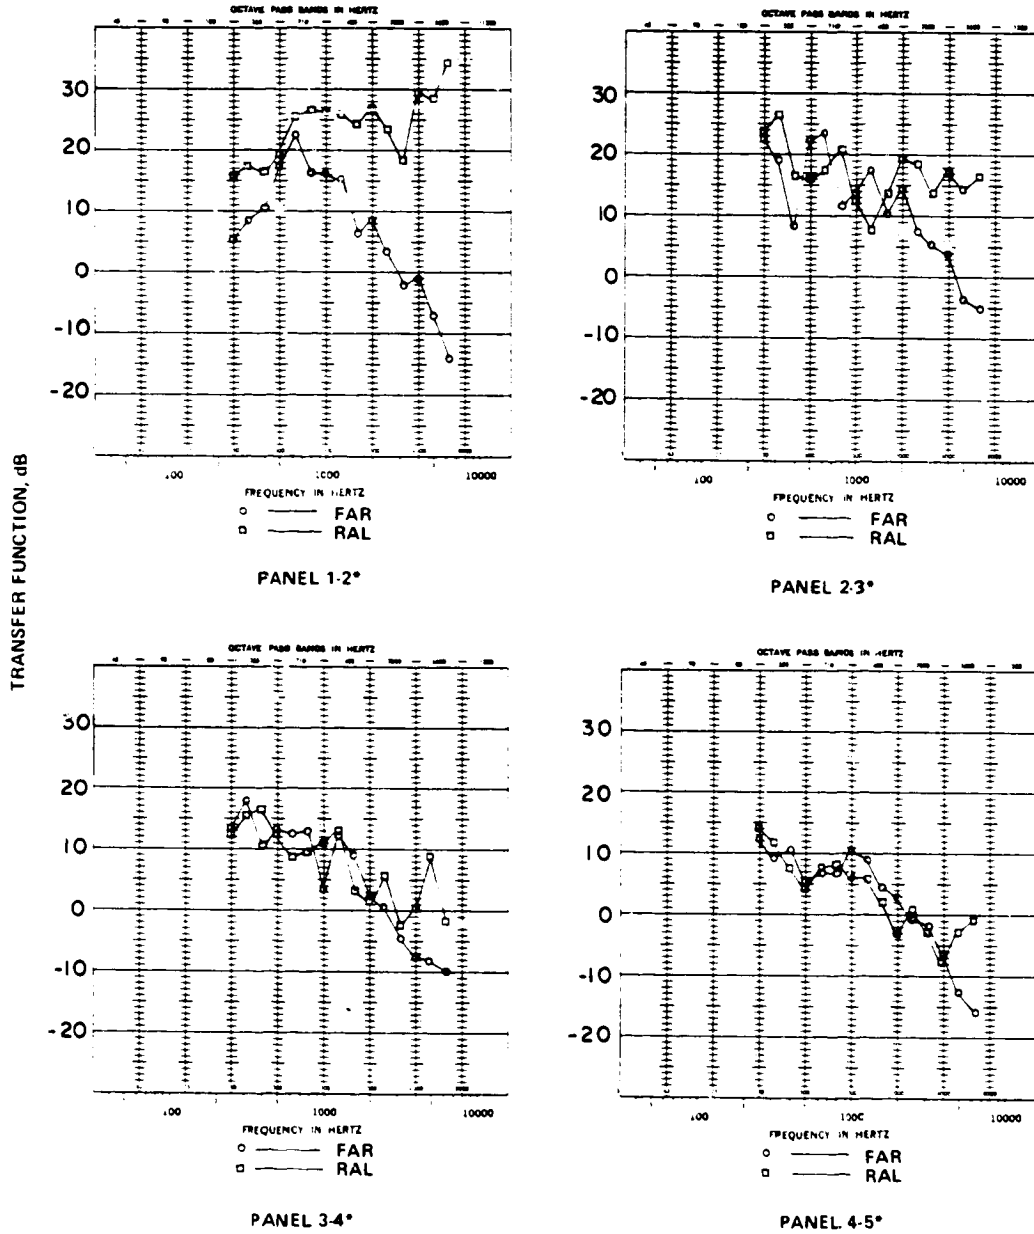 TRANSFER FUNCTION, dB
OCTAVE PASS BANDS IN HERTZ
30
20
10
0
-10
-20
100 1000 10000
FREQUENCY IN HERTZ
○ —— FAR
□ —— RAL
PANEL 1-2*
OCTAVE PASS BANDS IN HERTZ
30
20
10
0
-10
-20
100 1000 10000
FREQUENCY IN HERTZ
○ —— FAR
□ —— RAL
PANEL 2-3*
OCTAVE PASS BANDS IN HERTZ
30
20
10
0
-10
-20
100 1000 10000
FREQUENCY IN HERTZ
○ —— FAR
□ —— RAL
PANEL 3-4*
OCTAVE PASS BANDS IN HERTZ
30
20
10
0
-10
-20
100 1000 10000
FREQUENCY IN HERTZ
○ —— FAR
□ —— RAL
PANEL 4-5*